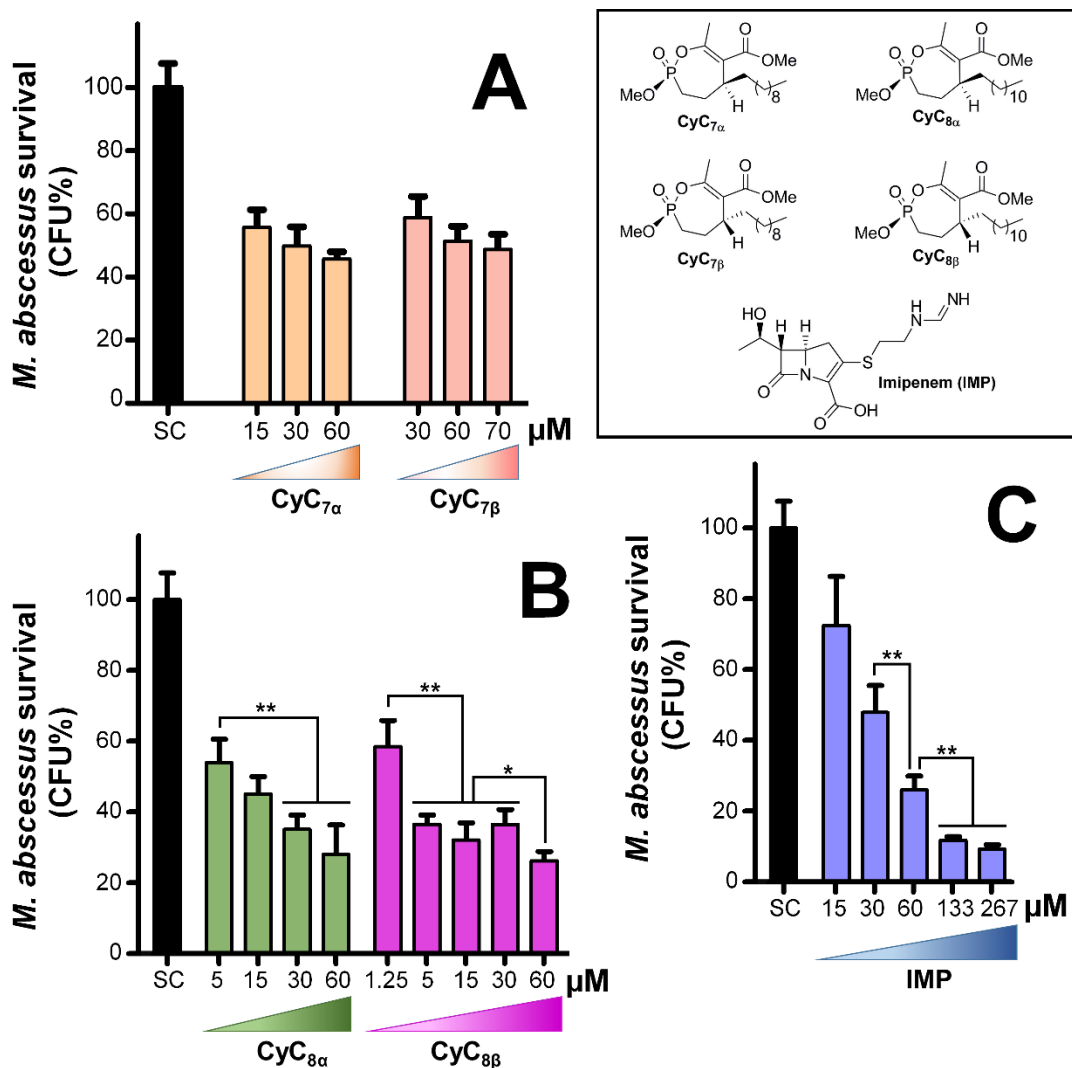 A
M. abscessus survival
(CFU%)
100
80
60
40
20
0
SC 15 30 60 30 60 70 µM
CyC7α CyC7β
O O O
P OMe
MeO H 8
CyC7α
O O O
P OMe
MeO H 10
CyC8α
O O O
P OMe
MeO H 8
CyC7β
O O O
P OMe
MeO H 10
CyC8β
HO H H H N NH
N S
O
O OH
Imipenem (IMP)
B
M. abscessus survival
(CFU%)
100
80
60
40
20
0
** ** *
SC 5 15 30 60 1.25 5 15 30 60 µM
CyC8α CyC8β
C
M. abscessus survival
(CFU%)
100
80
60
40
20
0
** **
SC 15 30 60 133 267 µM
IMP